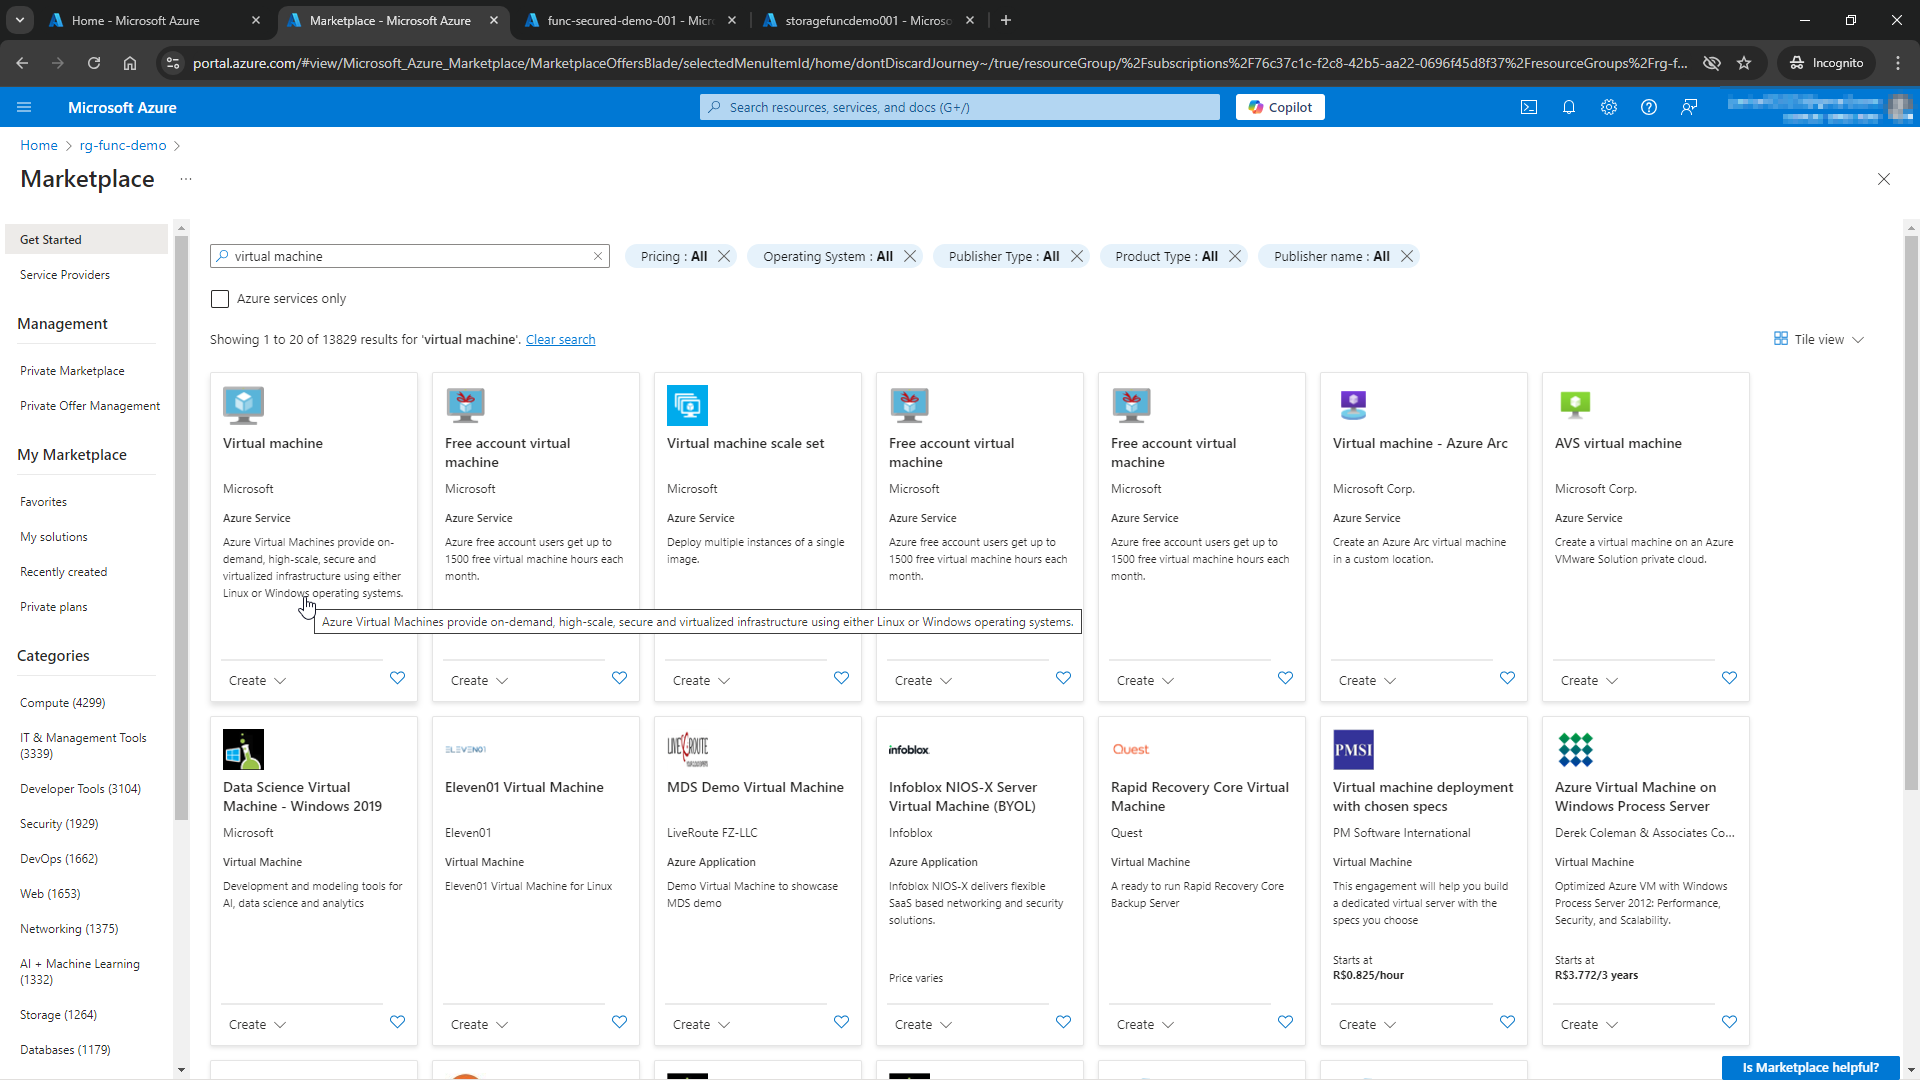 Home - Microsoft Azure
Marketplace - Microsoft Azure
func-secured-demo-001 - Micr
storagefuncdemo001 - Microso
portal.azure.com/#view/Microsoft_Azure_Marketplace/MarketplaceOffersBlade/selectedMenuItemId/home/dontDiscardJourney~/true/resourceGroup/%2Fsubscriptions%2F76c37c1c-f2c8-42b5-aa22-0696f45d8f37%2FresourceGroups%2Frg-f...
Incognito
Microsoft Azure
Search resources, services, and docs (G+/)
Copilot
Home
rg-func-demo
Marketplace
...
Get Started
Service Providers
Management
Private Marketplace
Private Offer Management
My Marketplace
Favorites
My solutions
Recently created
Private plans
Categories
Compute (4299)
IT & Management Tools
(3339)
Developer Tools (3104)
Security (1929)
DevOps (1662)
Web (1653)
Networking (1375)
AI + Machine Learning
(1332)
Storage (1264)
Databases (1179)
virtual machine
Pricing : All
Operating System : All
Publisher Type : All
Product Type : All
Publisher name : All
Azure services only
Showing 1 to 20 of 13829 results for 'virtual machine'. Clear search
Tile view
Virtual machine
Microsoft
Azure Service
Azure Virtual Machines provide on-
demand, high-scale, secure and
virtualized infrastructure using either
Linux or Windows operating systems.
Create
Free account virtual
machine
Microsoft
Azure Service
Azure free account users get up to
1500 free virtual machine hours each
month.
Create
Virtual machine scale set
Microsoft
Azure Service
Deploy multiple instances of a single
image.
Create
Free account virtual
machine
Microsoft
Azure Service
Azure free account users get up to
1500 free virtual machine hours each
month.
Create
Free account virtual
machine
Microsoft
Azure Service
Azure free account users get up to
1500 free virtual machine hours each
month.
Create
Virtual machine - Azure Arc
Microsoft Corp.
Azure Service
Create an Azure Arc virtual machine
in a custom location.
Create
AVS virtual machine
Microsoft Corp.
Azure Service
Create a virtual machine on an Azure
VMware Solution private cloud.
Create
Azure Virtual Machines provide on-demand, high-scale, secure and virtualized infrastructure using either Linux or Windows operating systems.
Data Science Virtual
Machine - Windows 2019
Microsoft
Virtual Machine
Development and modeling tools for
AI, data science and analytics
Create
ELEVEN01
Eleven01 Virtual Machine
Eleven01
Virtual Machine
Eleven01 Virtual Machine for Linux
Create
LIVEROUTE
MDS Demo Virtual Machine
LiveRoute FZ-LLC
Azure Application
Demo Virtual Machine to showcase
MDS demo
Create
infoblox
Infoblox NIOS-X Server
Virtual Machine (BYOL)
Infoblox
Azure Application
Infoblox NIOS-X delivers flexible
SaaS based networking and security
solutions.
Price varies
Create
Quest
Rapid Recovery Core Virtual
Machine
Quest
Virtual Machine
A ready to run Rapid Recovery Core
Backup Server
Create
PMSI
Virtual machine deployment
with chosen specs
PM Software International
Virtual Machine
This engagement will help you build
a dedicated virtual server with the
specs you choose
Starts at
R$0.825/hour
Create
Azure Virtual Machine on
Windows Process Server
Derek Coleman & Associates Co...
Virtual Machine
Optimized Azure VM with Windows
Process Server 2012: Performance,
Security, and Scalability.
Starts at
R$3.772/3 years
Create
Is Marketplace helpful?